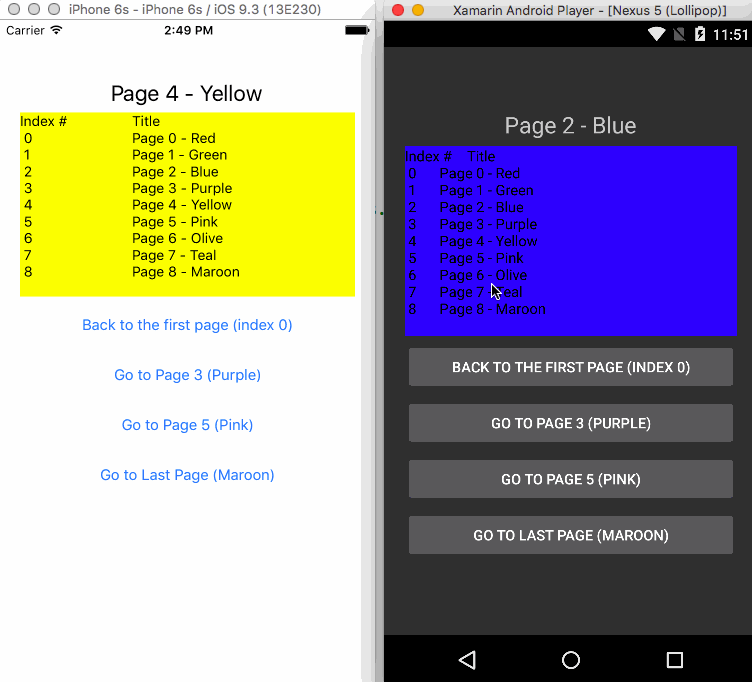 iPhone 6s - iPhone 6s / iOS 9.3 (13E230)
Carrier 2:49 PM
Page 4 - Yellow
Index # Title
0 Page 0 - Red
1 Page 1 - Green
2 Page 2 - Blue
3 Page 3 - Purple
4 Page 4 - Yellow
5 Page 5 - Pink
6 Page 6 - Olive
7 Page 7 - Teal
8 Page 8 - Maroon
Back to the first page (index 0)
Go to Page 3 (Purple)
Go to Page 5 (Pink)
Go to Last Page (Maroon)
Xamarin Android Player - [Nexus 5 (Lollipop)]
11:51
Page 2 - Blue
Index # Title
0 Page 0 - Red
1 Page 1 - Green
2 Page 2 - Blue
3 Page 3 - Purple
4 Page 4 - Yellow
5 Page 5 - Pink
6 Page 6 - Olive
7 Page 7 - Teal
8 Page 8 - Maroon
BACK TO THE FIRST PAGE (INDEX 0)
GO TO PAGE 3 (PURPLE)
GO TO PAGE 5 (PINK)
GO TO LAST PAGE (MAROON)